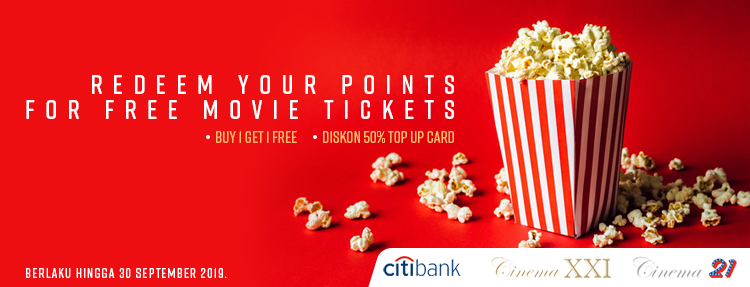 REDEEM YOUR POINTS
FOR FREE MOVIE TICKETS
• BUY 1 GET 1 FREE • DISKON 50% TOP UP CARD
BERLAKU HINGGA 30 SEPTEMBER 2019.
citibank Cinema XXI Cinema 21